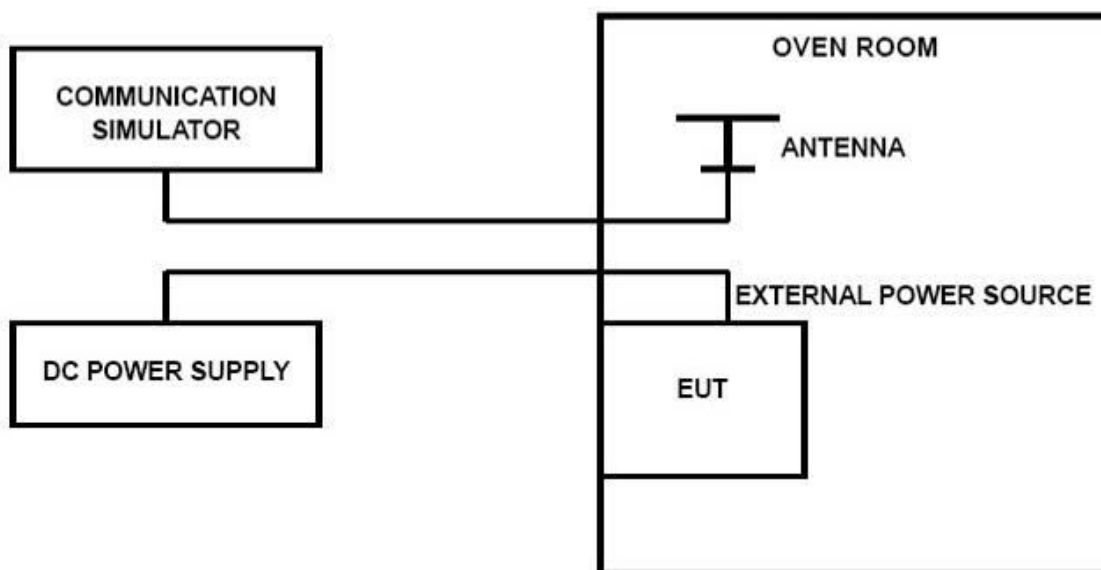 OVEN ROOM
COMMUNICATION
SIMULATOR
ANTENNA
EXTERNAL POWER SOURCE
DC POWER SUPPLY
EUT